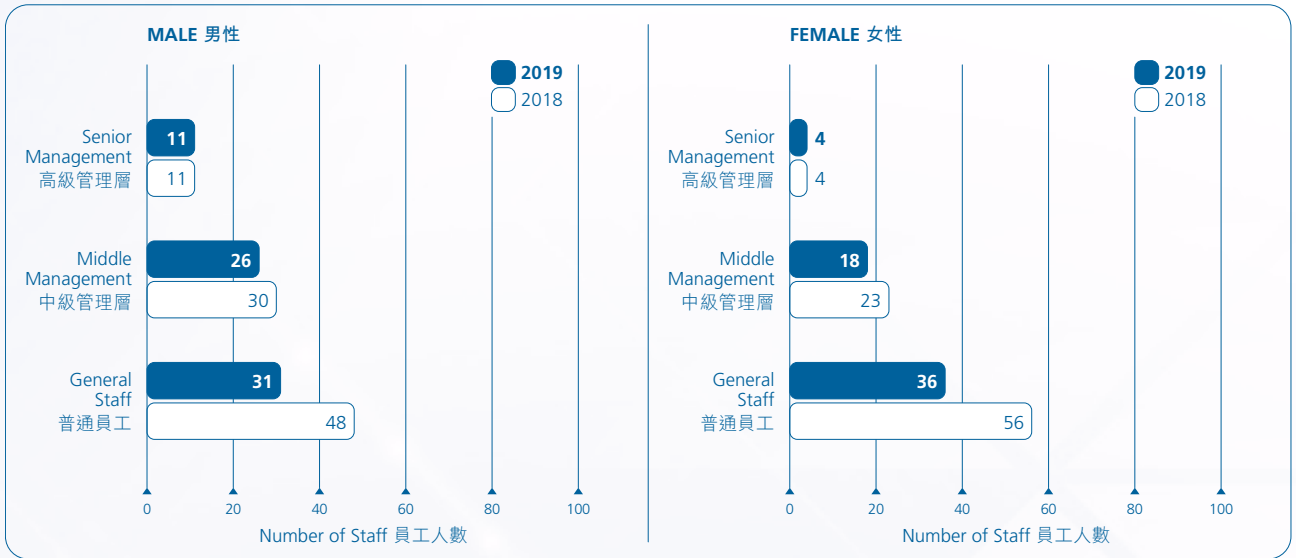 MALE 男性
2019
2018
Senior
Management
高級管理層
11
11
Middle
Management
中級管理層
26
30
General
Staff
普通員工
31
48
0 20 40 60 80 100
Number of Staff 員工人數
FEMALE 女性
2019
2018
Senior
Management
高級管理層
4
4
Middle
Management
中級管理層
18
23
General
Staff
普通員工
36
56
0 20 40 60 80 100
Number of Staff 員工人數